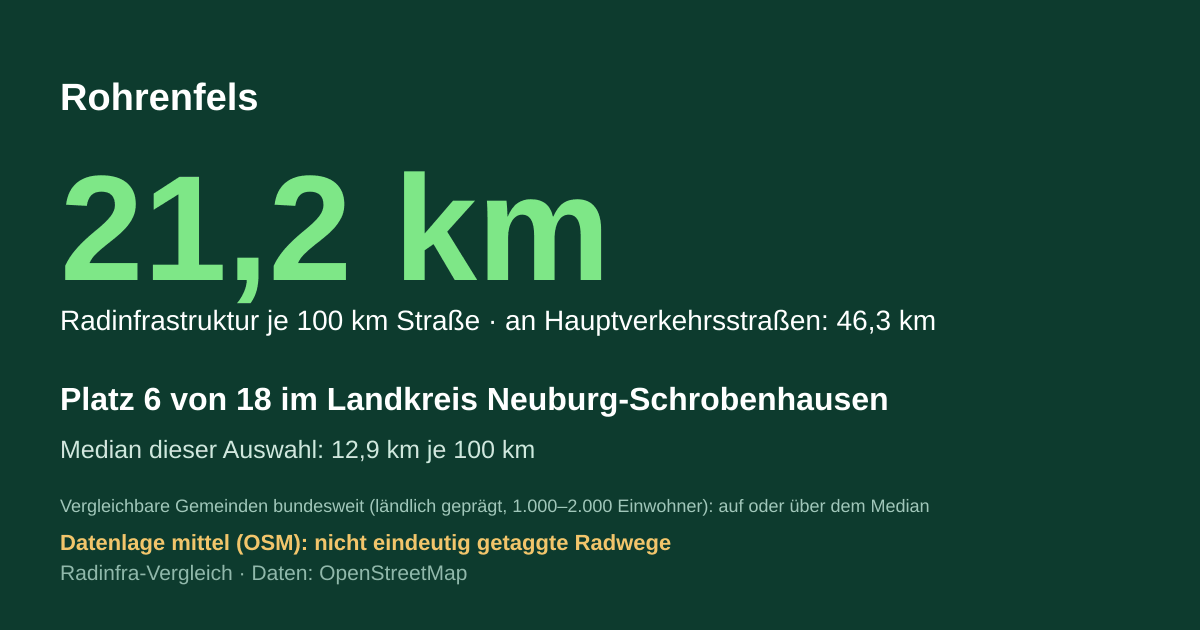 Rohrenfels
21,2 km
Radinfrastruktur je 100 km Straße · an Hauptverkehrsstraßen: 46,3 km
Platz 6 von 18 im Landkreis Neuburg-Schrobenhausen
Median dieser Auswahl: 12,9 km je 100 km
Vergleichbare Gemeinden bundesweit (ländlich geprägt, 1.000–2.000 Einwohner): auf oder über dem Median
Datenlage mittel (OSM): nicht eindeutig getaggte Radwege
Radinfra-Vergleich · Daten: OpenStreetMap